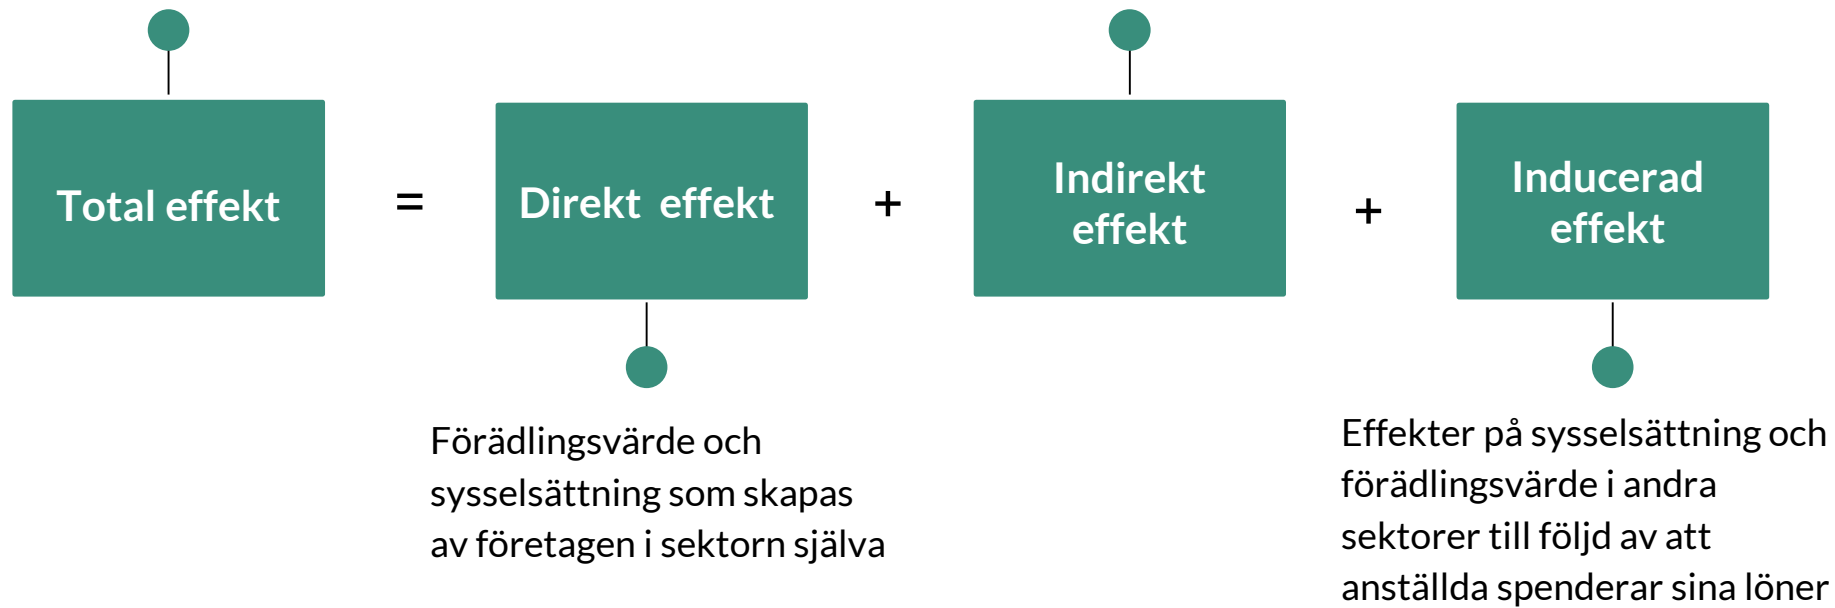 Total effekt
=
Direkt effekt
+
Indirekt
effekt
+
Inducerad
effekt
Förädlingsvärde och
sysselsättning som skapas
av företagen i sektorn själva
Effekter på sysselsättning och
förädlingsvärde i andra
sektorer till följd av att
anställda spenderar sina löner